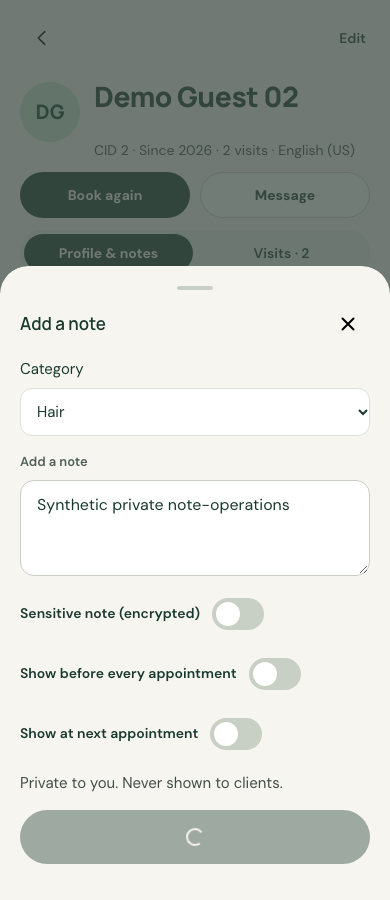 Edit
DG
Demo Guest 02
CID 2 · Since 2026 · 2 visits · English (US)
Book again
Message
Profile & notes
Visits · 2
Add a note
Category
Hair
Add a note
Synthetic private note-operations
Sensitive note (encrypted)
Show before every appointment
Show at next appointment
Private to you. Never shown to clients.